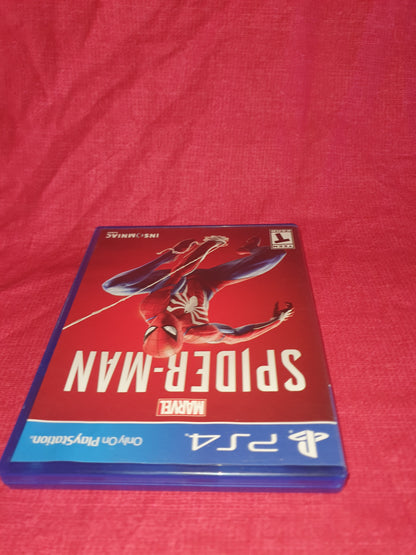 PS4 Only On PlayStation
MARVEL
SPIDER-MAN
T INSOMNIAC